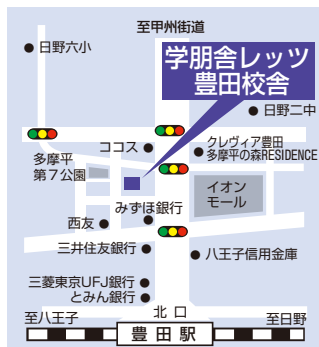 至甲州街道
日野六小
学朋舎レッツ
豊田校舎
日野二中
ココス
クレヴィア豊田
多摩平の森RESIDENCE
多摩平
第7公園
イオン
モール
みずほ銀行
西友
三井住友銀行
八王子信用金庫
三菱東京UFJ銀行
とみん銀行
北口
至八王子
豊田駅
至日野